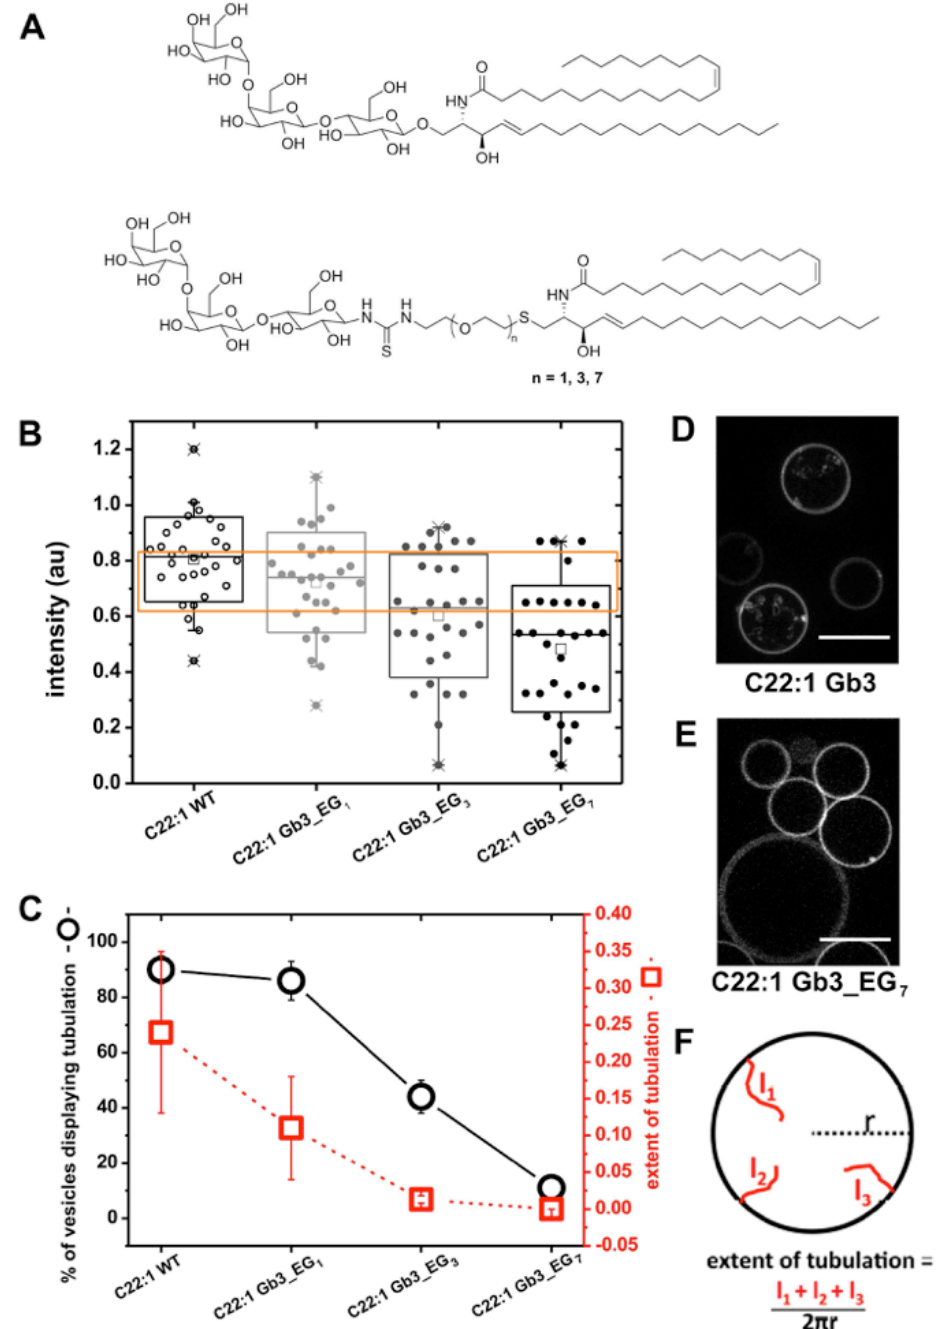 A
OH
OH
HO
O
HO
O
OH
OH
O
HO
O
HO
O
O
OH
OH
HN
O
OH
OH
OH
HO
O
HO
O
OH
OH
O
HO
O
HO
O
OH
OH
H
N
H
N
S
O
n
S
HN
O
OH
n = 1, 3, 7
B
intensity (au)
1.2
1.0
0.8
0.6
0.4
0.2
0.0
C22:1 WT
C22:1 Gb3_EG₁
C22:1 Gb3_EG₃
C22:1 Gb3_EG₇
C
% of vesicles displaying tubulation
100
80
60
40
20
0
extent of tubulation
0.40
0.35
0.30
0.25
0.20
0.15
0.10
0.05
0.00
-0.05
C22:1 WT
C22:1 Gb3_EG₁
C22:1 Gb3_EG₃
C22:1 Gb3_EG₇
D
C22:1 Gb3
E
C22:1 Gb3_EG₇
F
l₁
r
l₂
l₃
extent of tubulation =
l₁ + l₂ + l₃
2πr